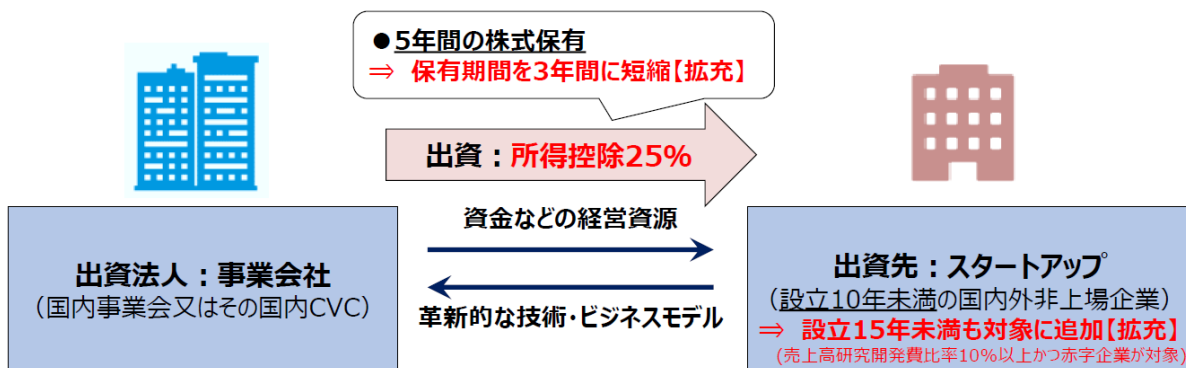 ●5年間の株式保有
⇒ 保有期間を3年間に短縮【拡充】
出資：所得控除25%
資金などの経営資源
革新的な技術・ビジネスモデル
出資法人：事業会社
（国内事業会又はその国内CVC）
出資先：スタートアップ
（設立10年未満の国内外非上場企業）
⇒ 設立15年未満も対象に追加【拡充】
(売上高研究開発費比率10%以上かつ赤字企業が対象)